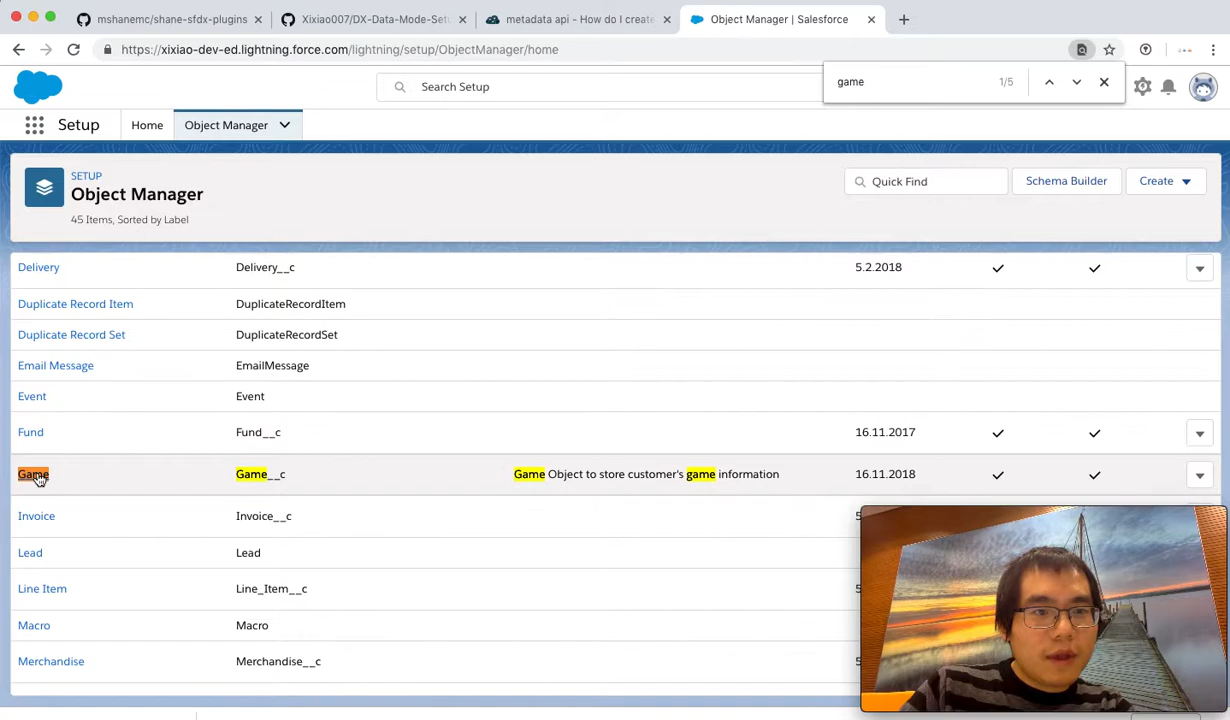 mshanemc/shane-sfdx-plugins
Xixiao007/DX-Data-Mode-Setu
metadata api - How do I create
Object Manager | Salesforce
https://xixiao-dev-ed.lightning.force.com/lightning/setup/ObjectManager/home
game 1/5
Search Setup
Setup Home Object Manager
SETUP
Object Manager
45 Items, Sorted by Label
Quick Find
Schema Builder
Create
Delivery Delivery__c 5.2.2018
Duplicate Record Item DuplicateRecordItem
Duplicate Record Set DuplicateRecordSet
Email Message EmailMessage
Event Event
Fund Fund__c 16.11.2017
Game Game__c Game Object to store customer's game information 16.11.2018
Invoice Invoice__c 5
Lead Lead
Line Item Line_Item__c 5
Macro Macro
Merchandise Merchandise__c 5